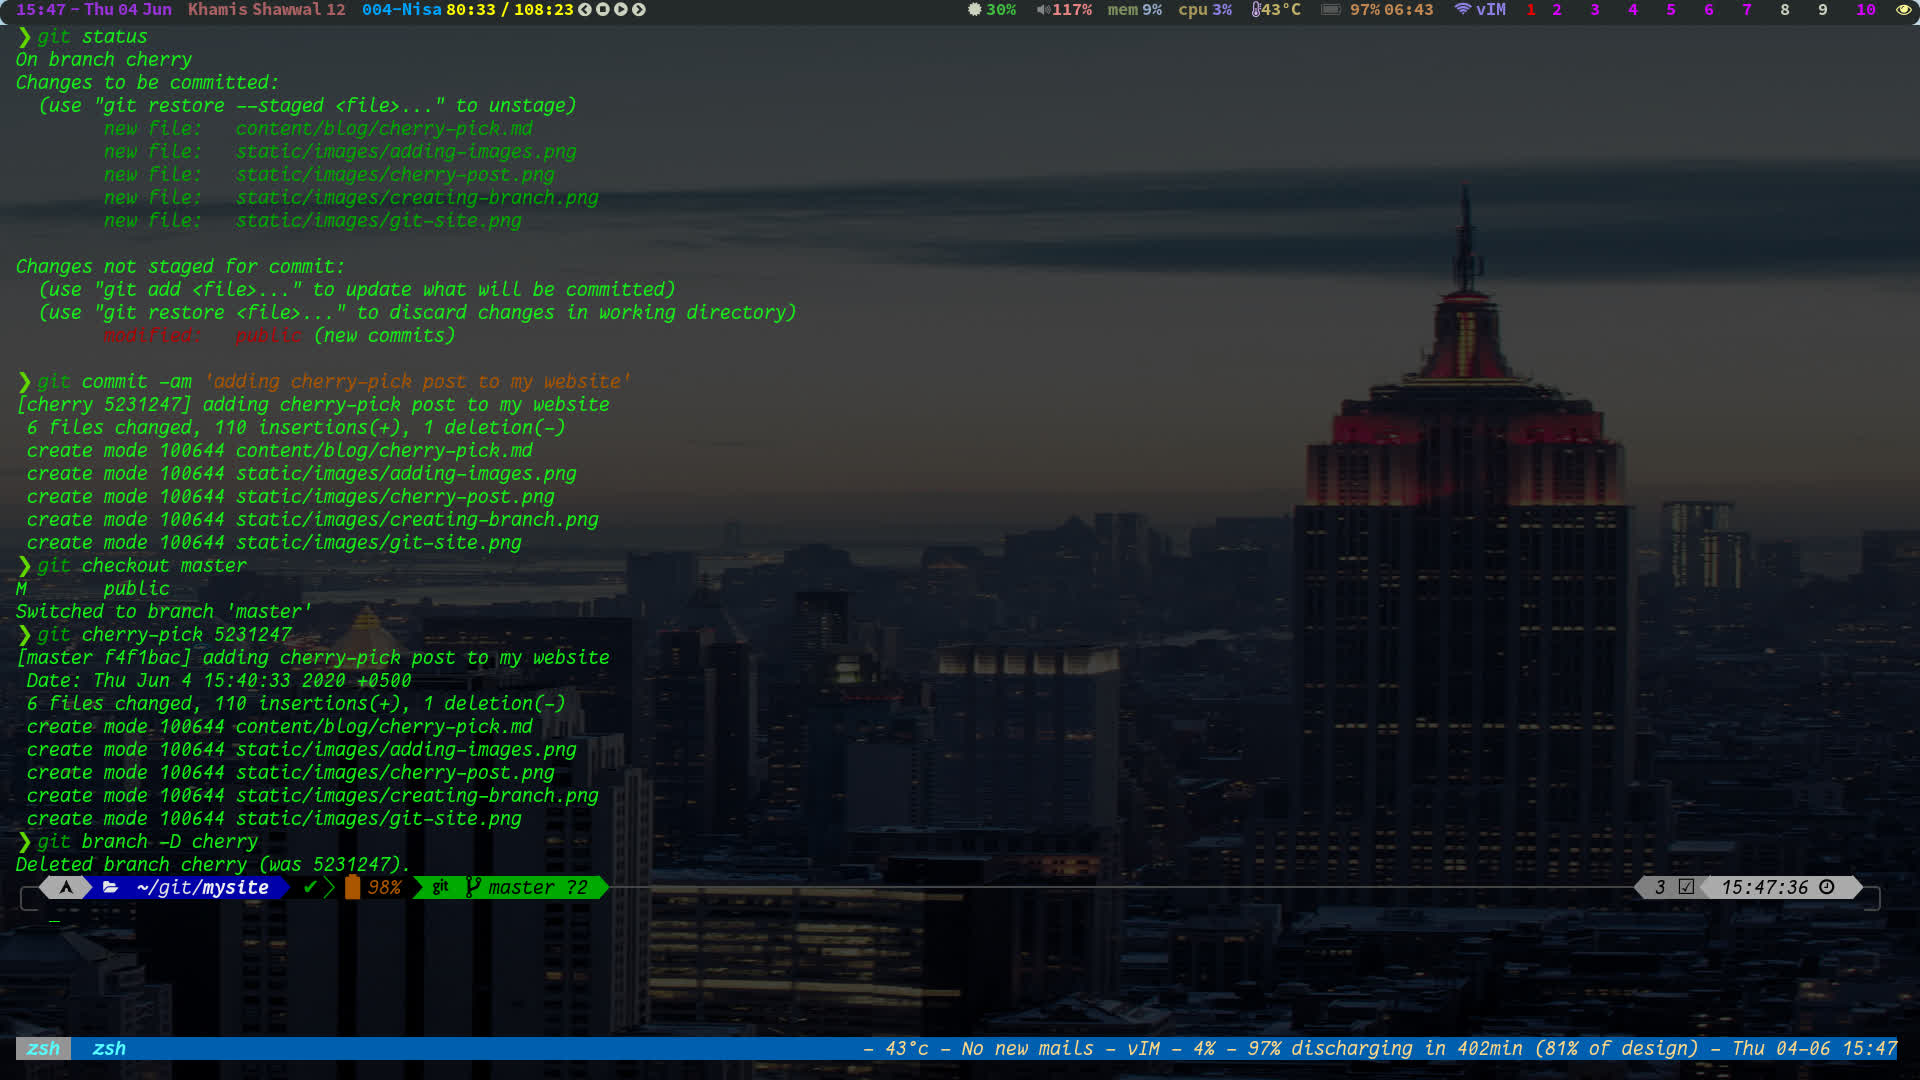 15:47 - Thu 04 Jun Khamis Shawwal 12 004-Nisa 80:33 / 108:23 30% 117% mem 9% cpu 3% 43°C 97% 06:43 vIM 1 2 3 4 5 6 7 8 9 10
❯ git status
On branch cherry
Changes to be committed:
  (use "git restore --staged <file>..." to unstage)
        new file:   content/blog/cherry-pick.md
        new file:   static/images/adding-images.png
        new file:   static/images/cherry-post.png
        new file:   static/images/creating-branch.png
        new file:   static/images/git-site.png
Changes not staged for commit:
  (use "git add <file>..." to update what will be committed)
  (use "git restore <file>..." to discard changes in working directory)
        modified:   public (new commits)
❯ git commit -am 'adding cherry-pick post to my website'
[cherry 5231247] adding cherry-pick post to my website
 6 files changed, 110 insertions(+), 1 deletion(-)
 create mode 100644 content/blog/cherry-pick.md
 create mode 100644 static/images/adding-images.png
 create mode 100644 static/images/cherry-post.png
 create mode 100644 static/images/creating-branch.png
 create mode 100644 static/images/git-site.png
❯ git checkout master
M       public
Switched to branch 'master'
❯ git cherry-pick 5231247
[master f4f1bac] adding cherry-pick post to my website
 Date: Thu Jun 4 15:40:33 2020 +0500
 6 files changed, 110 insertions(+), 1 deletion(-)
 create mode 100644 content/blog/cherry-pick.md
 create mode 100644 static/images/adding-images.png
 create mode 100644 static/images/cherry-post.png
 create mode 100644 static/images/creating-branch.png
 create mode 100644 static/images/git-site.png
❯ git branch -D cherry
Deleted branch cherry (was 5231247).
~/git/mysite ✔ 98% git master ?2 3 15:47:36
zsh zsh - 43°c - No new mails - vIM - 4% - 97% discharging in 402min (81% of design) - Thu 04-06 15:47